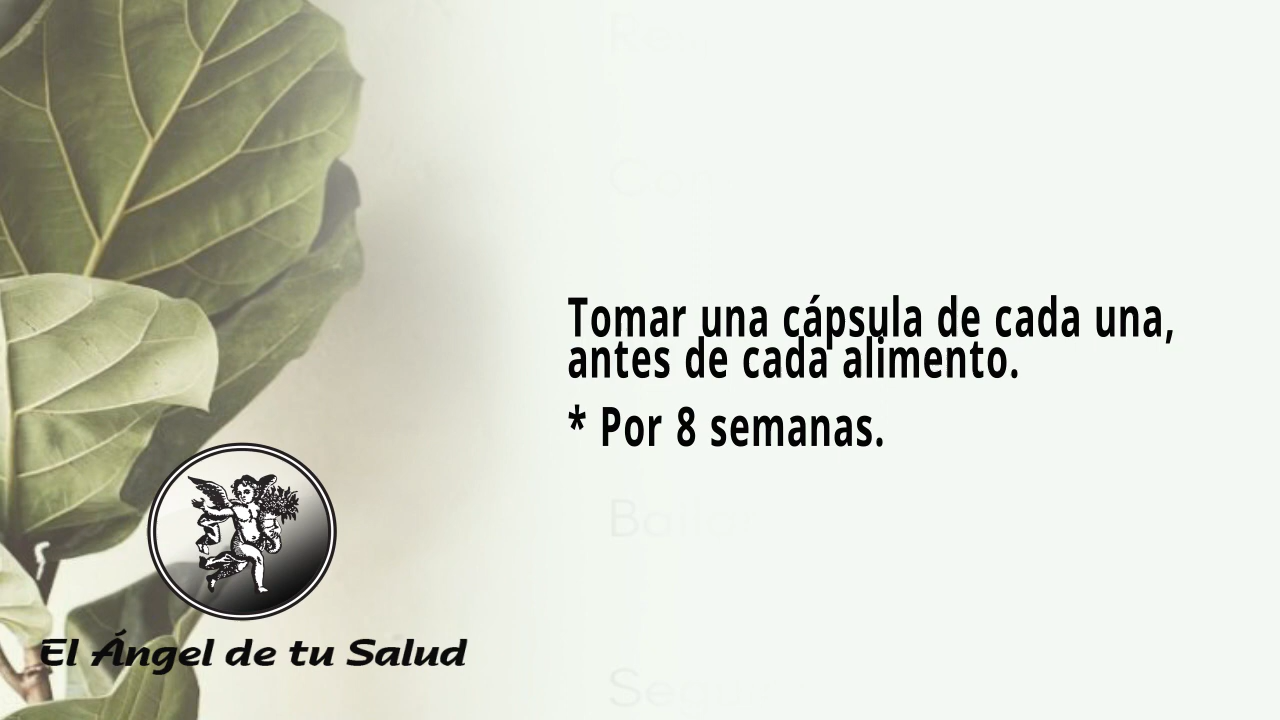 Tomar una cápsula de cada una,
antes de cada alimento.
* Por 8 semanas.
El Ángel de tu Salud